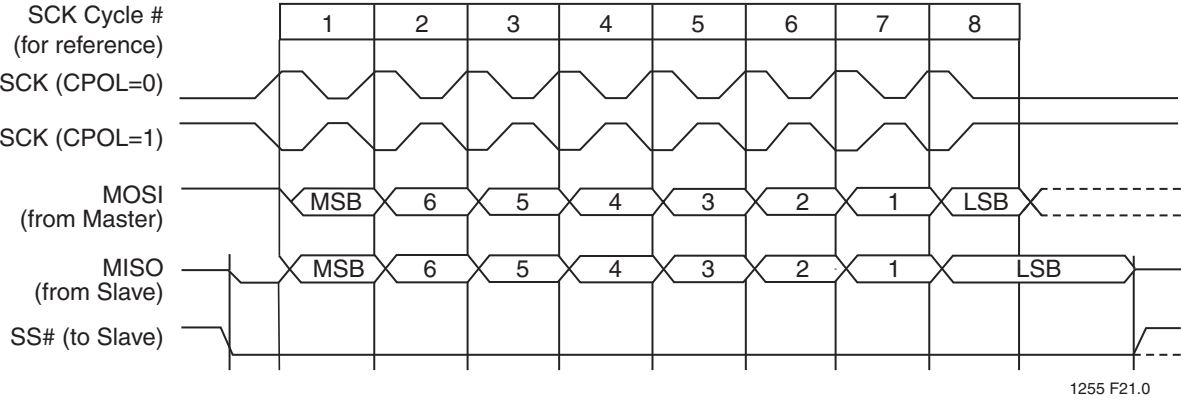 SCK Cycle #
(for reference)
1 2 3 4 5 6 7 8
SCK (CPOL=0)
SCK (CPOL=1)
MOSI
(from Master)
MSB 6 5 4 3 2 1 LSB
MISO
(from Slave)
MSB 6 5 4 3 2 1 LSB
SS# (to Slave)
1255 F21.0